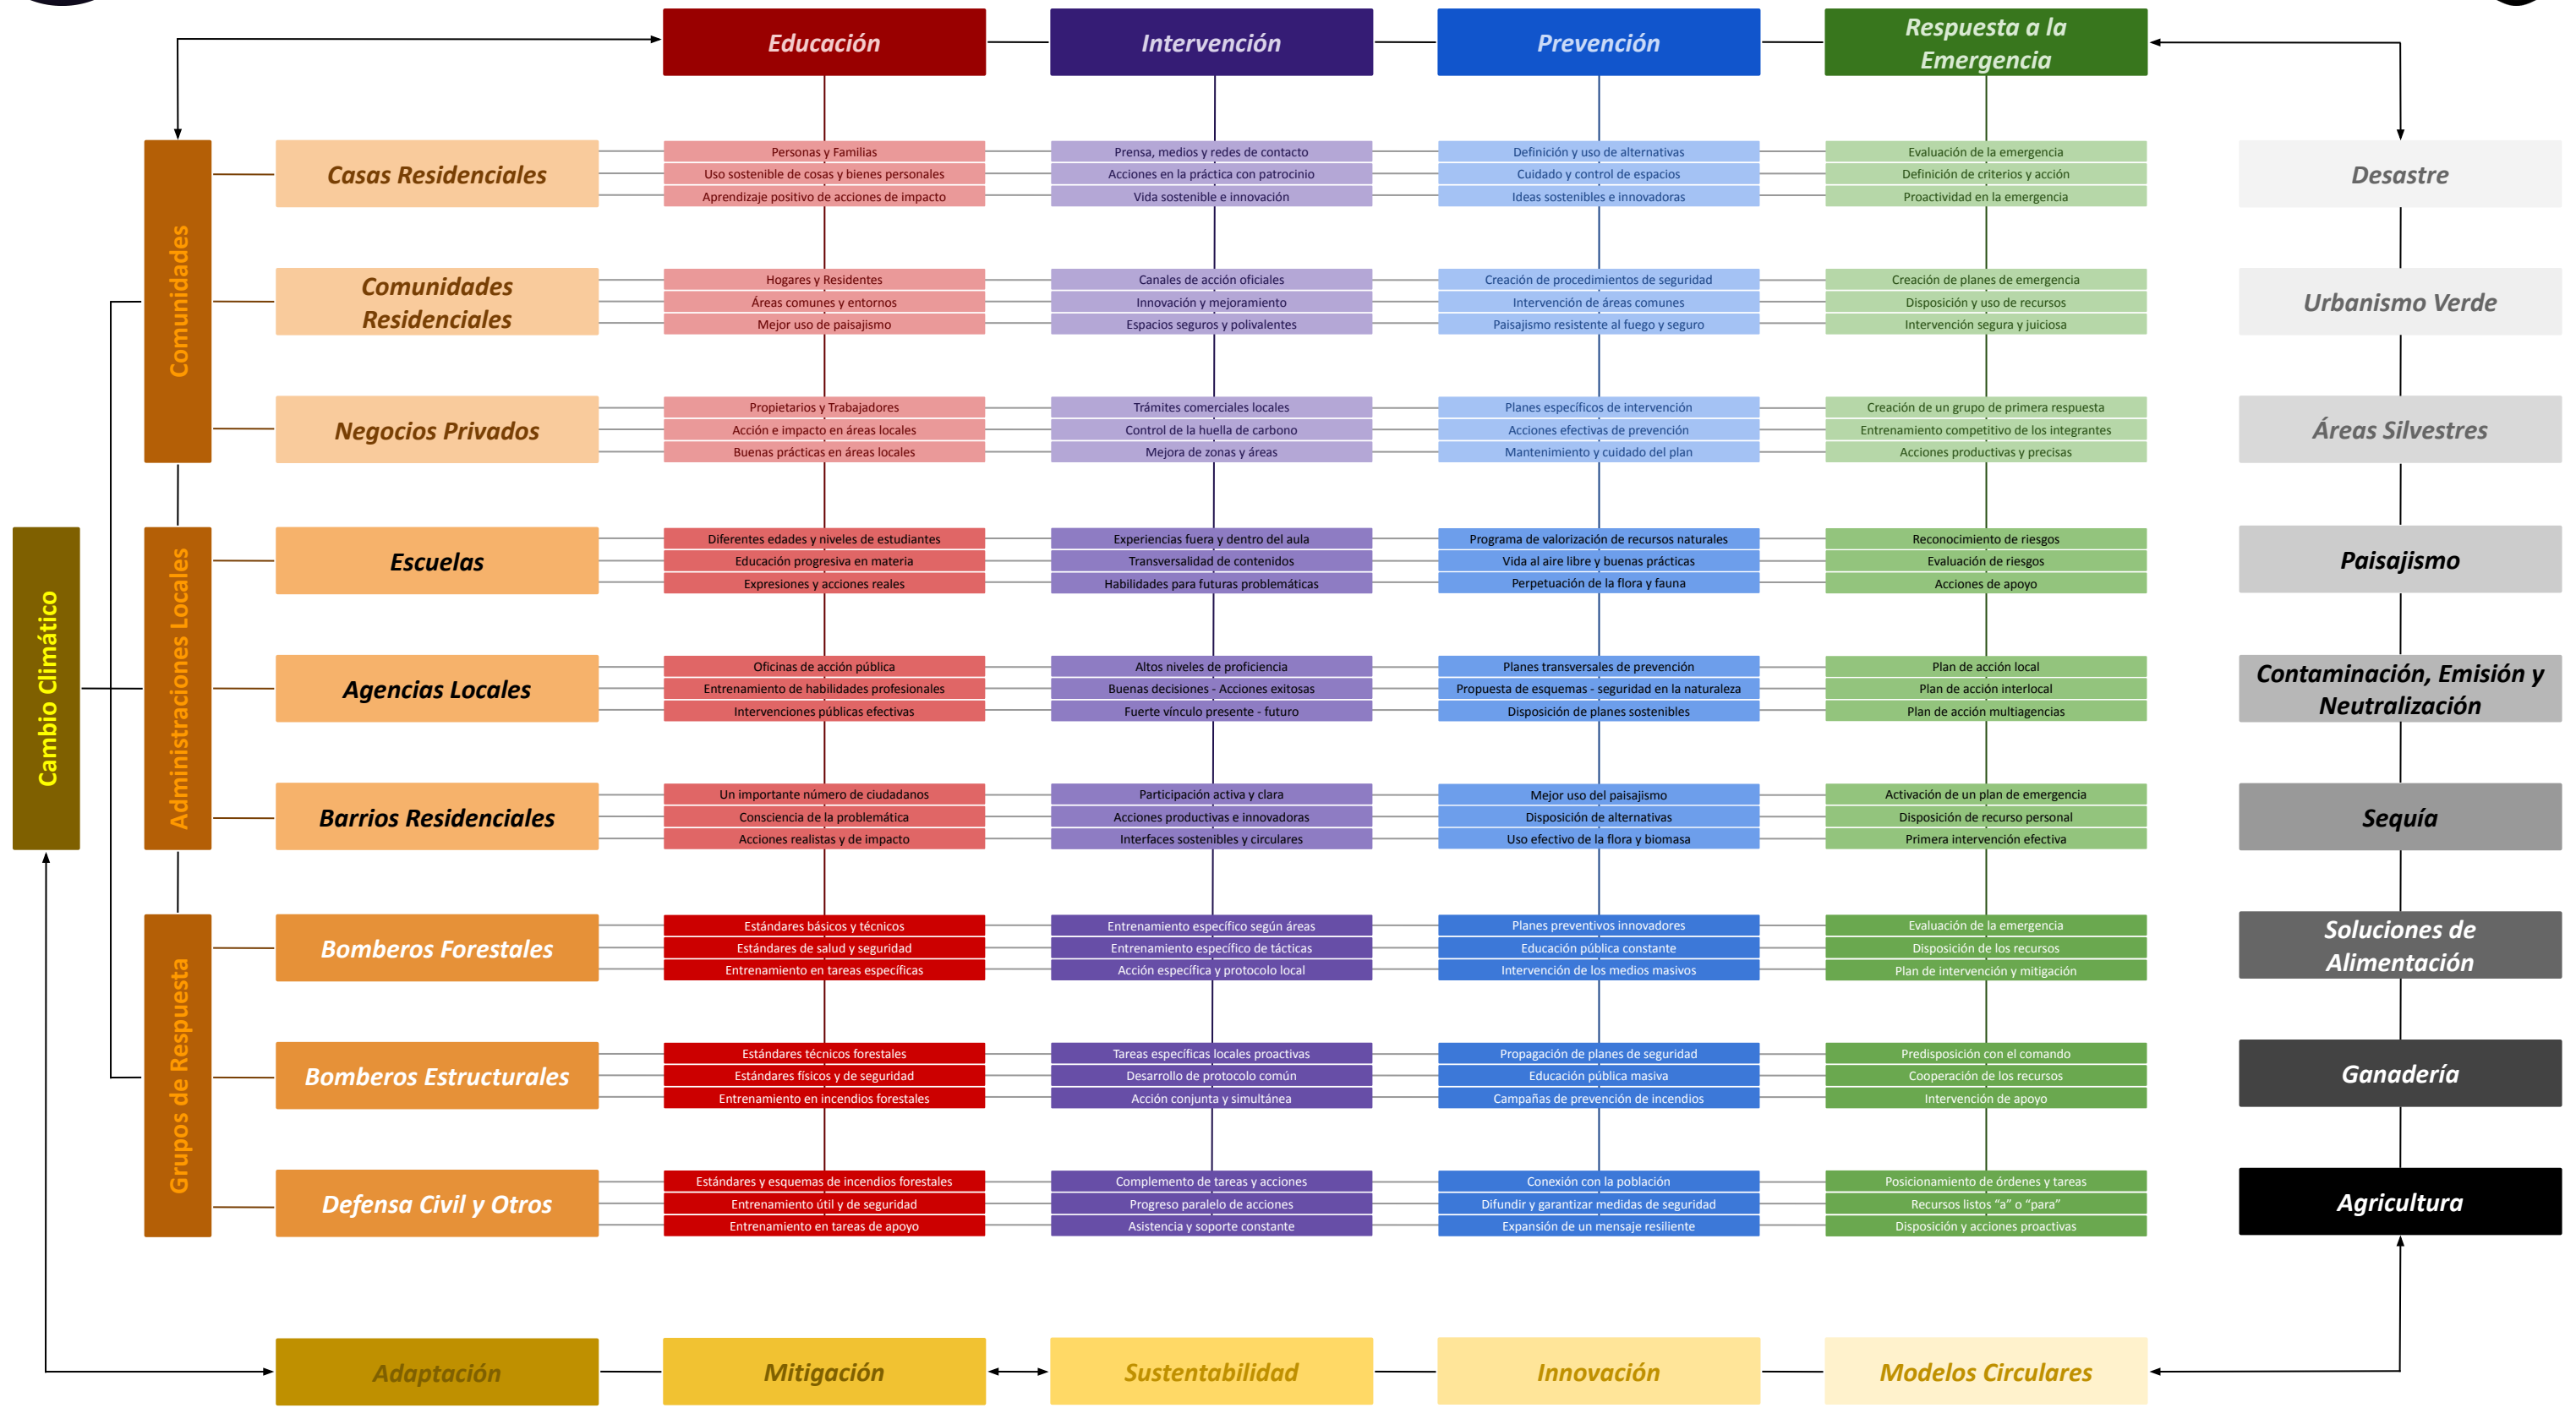 Educación
Intervención
Prevención
Respuesta a la
Emergencia
Cambio Climático
Comunidades
Casas Residenciales
Personas y Familias
Uso sostenible de cosas y bienes personales
Aprendizaje positivo de acciones de impacto
Prensa, medios y redes de contacto
Acciones en la práctica con patrocinio
Vida sostenible e innovación
Definición y uso de alternativas
Cuidado y control de espacios
Ideas sostenibles e innovadoras
Evaluación de la emergencia
Definición de criterios y acción
Proactividad en la emergencia
Desastre
Comunidades
Residenciales
Hogares y Residentes
Áreas comunes y entornos
Mejor uso de paisajismo
Canales de acción oficiales
Innovación y mejoramiento
Espacios seguros y polivalentes
Creación de procedimientos de seguridad
Intervención de áreas comunes
Paisajismo resistente al fuego y seguro
Creación de planes de emergencia
Disposición y uso de recursos
Intervención segura y juiciosa
Urbanismo Verde
Negocios Privados
Propietarios y Trabajadores
Acción e impacto en áreas locales
Buenas prácticas en áreas locales
Trámites comerciales locales
Control de la huella de carbono
Mejora de zonas y áreas
Planes específicos de intervención
Acciones efectivas de prevención
Mantenimiento y cuidado del plan
Creación de un grupo de primera respuesta
Entrenamiento competitivo de los integrantes
Acciones productivas y precisas
Áreas Silvestres
Administraciones Locales
Escuelas
Diferentes edades y niveles de estudiantes
Educación progresiva en materia
Expresiones y acciones reales
Experiencias fuera y dentro del aula
Transversalidad de contenidos
Habilidades para futuras problemáticas
Programa de valorización de recursos naturales
Vida al aire libre y buenas prácticas
Perpetuación de la flora y fauna
Reconocimiento de riesgos
Evaluación de riesgos
Acciones de apoyo
Paisajismo
Agencias Locales
Oficinas de acción pública
Entrenamiento de habilidades profesionales
Intervenciones públicas efectivas
Altos niveles de proficiencia
Buenas decisiones - Acciones exitosas
Fuerte vínculo presente - futuro
Planes transversales de prevención
Propuesta de esquemas - seguridad en la naturaleza
Disposición de planes sostenibles
Plan de acción local
Plan de acción interlocal
Plan de acción multiagencias
Contaminación, Emisión y
Neutralización
Barrios Residenciales
Un importante número de ciudadanos
Consciencia de la problemática
Acciones realistas y de impacto
Participación activa y clara
Acciones productivas e innovadoras
Interfaces sostenibles y circulares
Mejor uso del paisajismo
Disposición de alternativas
Uso efectivo de la flora y biomasa
Activación de un plan de emergencia
Disposición de recurso personal
Primera intervención efectiva
Sequía
Grupos de Respuesta
Bomberos Forestales
Estándares básicos y técnicos
Estándares de salud y seguridad
Entrenamiento en tareas específicas
Entrenamiento específico según áreas
Entrenamiento específico de tácticas
Acción específica y protocolo local
Planes preventivos innovadores
Educación pública constante
Intervención de los medios masivos
Evaluación de la emergencia
Disposición de los recursos
Plan de intervención y mitigación
Soluciones de
Alimentación
Bomberos Estructurales
Estándares técnicos forestales
Estándares físicos y de seguridad
Entrenamiento en incendios forestales
Tareas específicas locales proactivas
Desarrollo de protocolo común
Acción conjunta y simultánea
Propagación de planes de seguridad
Educación pública masiva
Campañas de prevención de incendios
Predisposición con el comando
Cooperación de los recursos
Intervención de apoyo
Ganadería
Defensa Civil y Otros
Estándares y esquemas de incendios forestales
Entrenamiento útil y de seguridad
Entrenamiento en tareas de apoyo
Complemento de tareas y acciones
Progreso paralelo de acciones
Asistencia y soporte constante
Conexión con la población
Difundir y garantizar medidas de seguridad
Expansión de un mensaje resiliente
Posicionamiento de órdenes y tareas
Recursos listos “a” o “para”
Disposición y acciones proactivas
Agricultura
Adaptación
Mitigación
Sustentabilidad
Innovación
Modelos Circulares